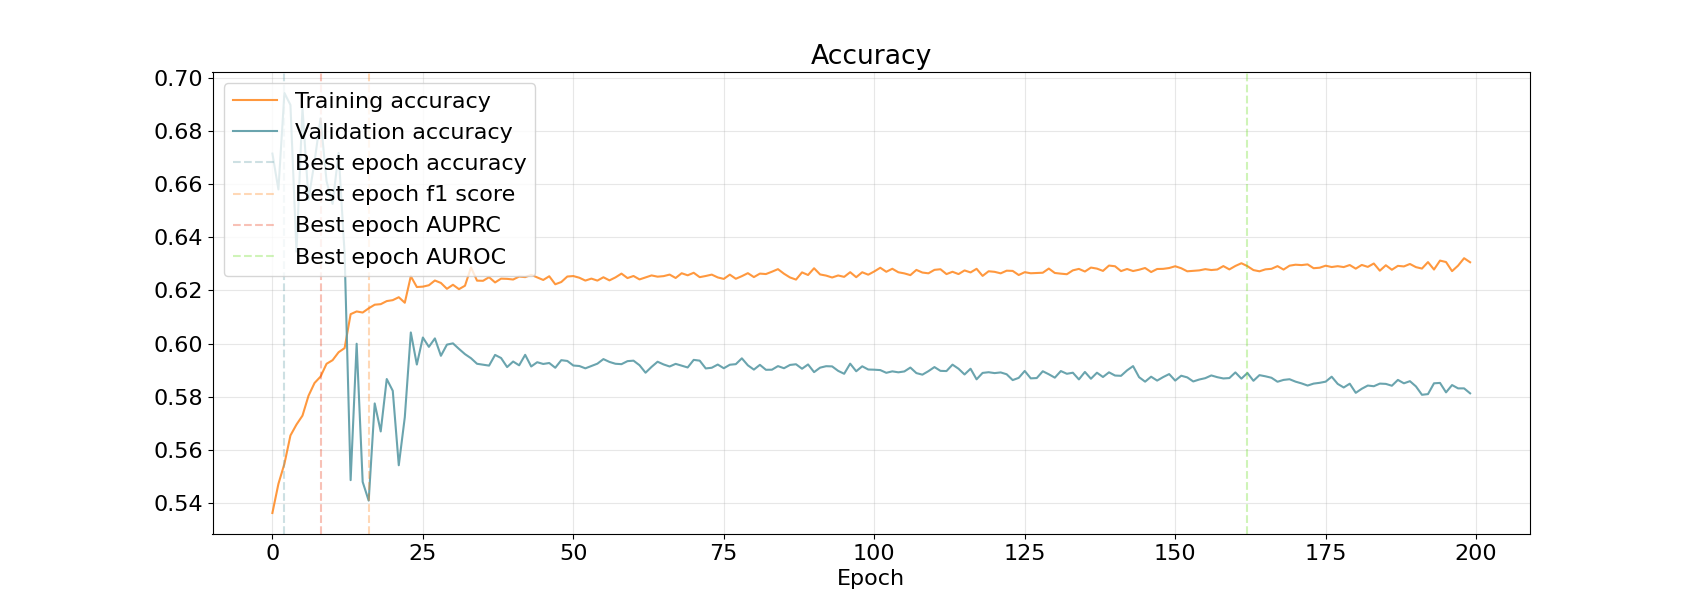 Accuracy
0.70
0.68
0.66
0.64
0.62
0.60
0.58
0.56
0.54
Training accuracy
Validation accuracy
Best epoch accuracy
Best epoch f1 score
Best epoch AUPRC
Best epoch AUROC
0 25 50 75 100 125 150 175 200
Epoch